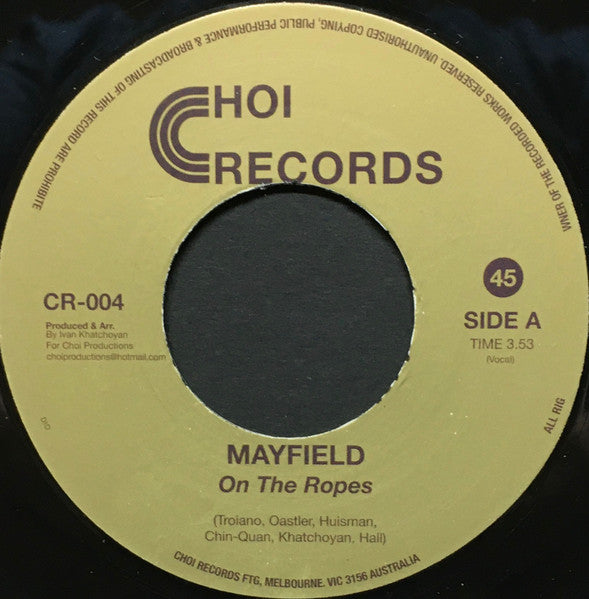 ALL RIG
WNER OF THE RECORDED WORKS RESERVED. UNAUTHORISED COPYING, PUBLIC PERFORMANCE & BROADCASTING OF THIS RECORD ARE PROHIBITE
CHOI
RECORDS
CR-004
Produced & Arr.
By Ivan Khatchoyan
For Choi Productions
choiproductions@hotmail.com
45
SIDE A
TIME 3.53
(Vocal)
MAYFIELD
On The Ropes
(Troiano, Oastler, Huisman,
Chin-Quan, Khatchoyan, Hall)
CHOI RECORDS FTG, MELBOURNE. VIC 3156 AUSTRALIA